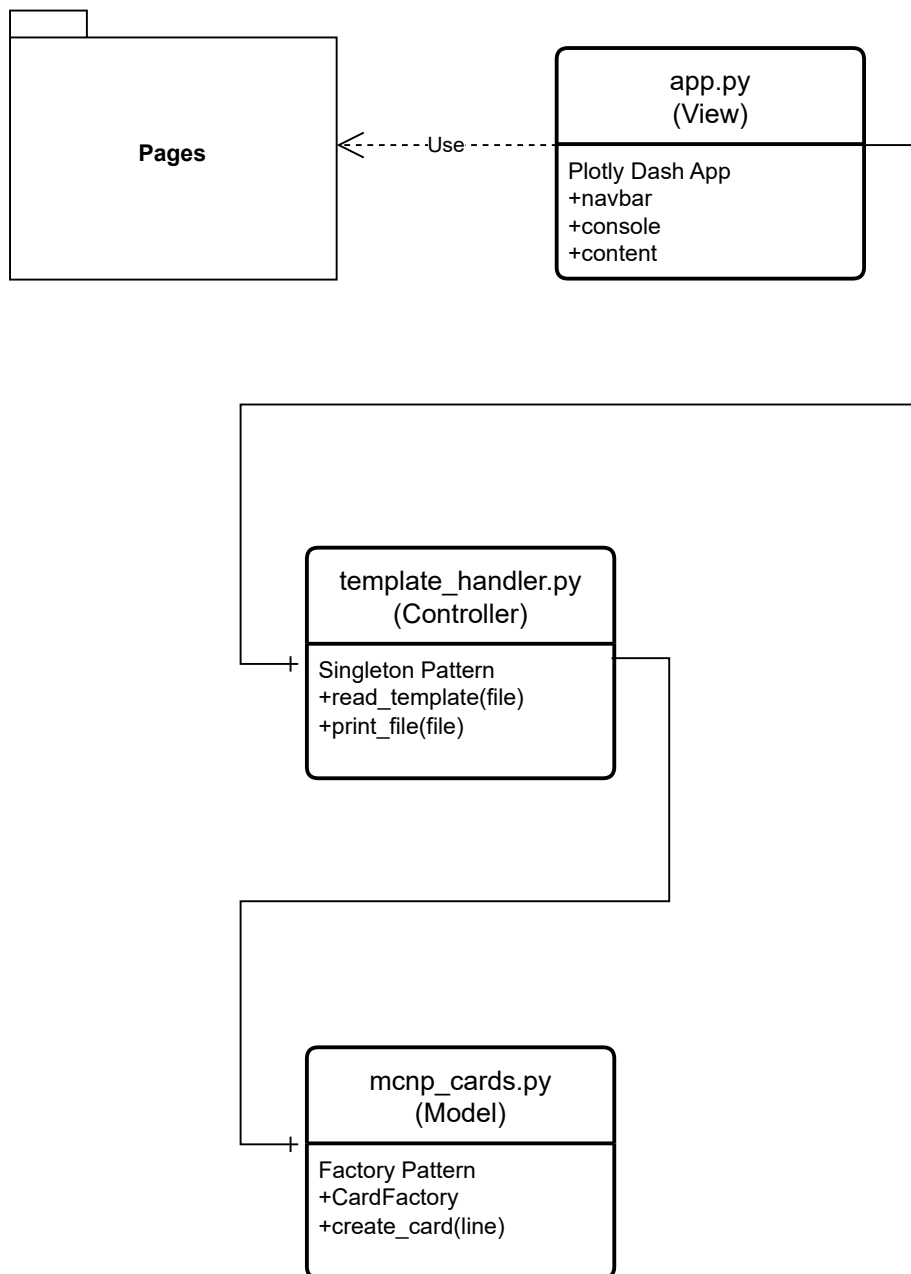 Pages
Use
app.py
(View)
Plotly Dash App
+navbar
+console
+content
template_handler.py
(Controller)
Singleton Pattern
+read_template(file)
+print_file(file)
mcnp_cards.py
(Model)
Factory Pattern
+CardFactory
+create_card(line)